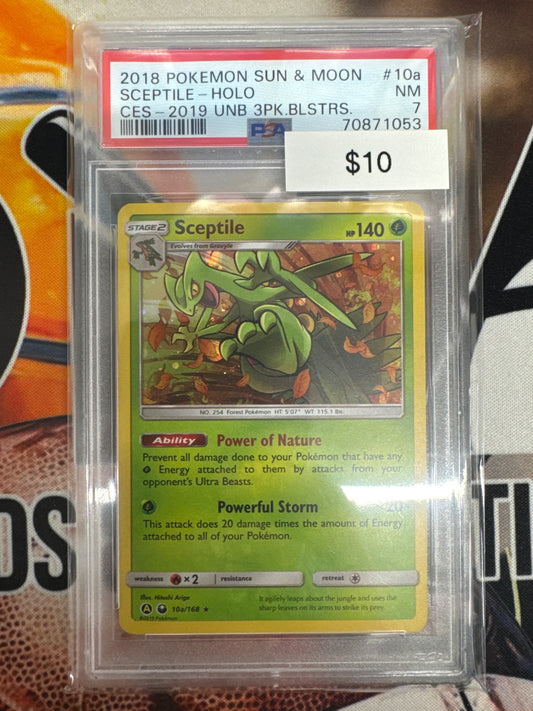 2018 POKEMON SUN & MOON #10a
SCEPTILE-HOLO NM
CES-2019 UNB 3PK.BLSTRS. 7
PSA 70871053
$10
STAGE 2 Sceptile HP 140
Evolves from Grovyle
NO. 254 Forest Pokémon HT: 5'07" WT: 115.1 lbs.
Ability Power of Nature
Prevent all damage done to your Pokémon that have any
Energy attached to them by attacks from your
opponent's Ultra Beasts.
Powerful Storm 20×
This attack does 20 damage times the amount of Energy
attached to all of your Pokémon.
weakness ×2 resistance retreat
Illus. Hitoshi Ariga
It agilely leaps about the jungle and uses the
sharp leaves on its arms to strike its prey.
A 10a/168 ★
©2019 Pokémon